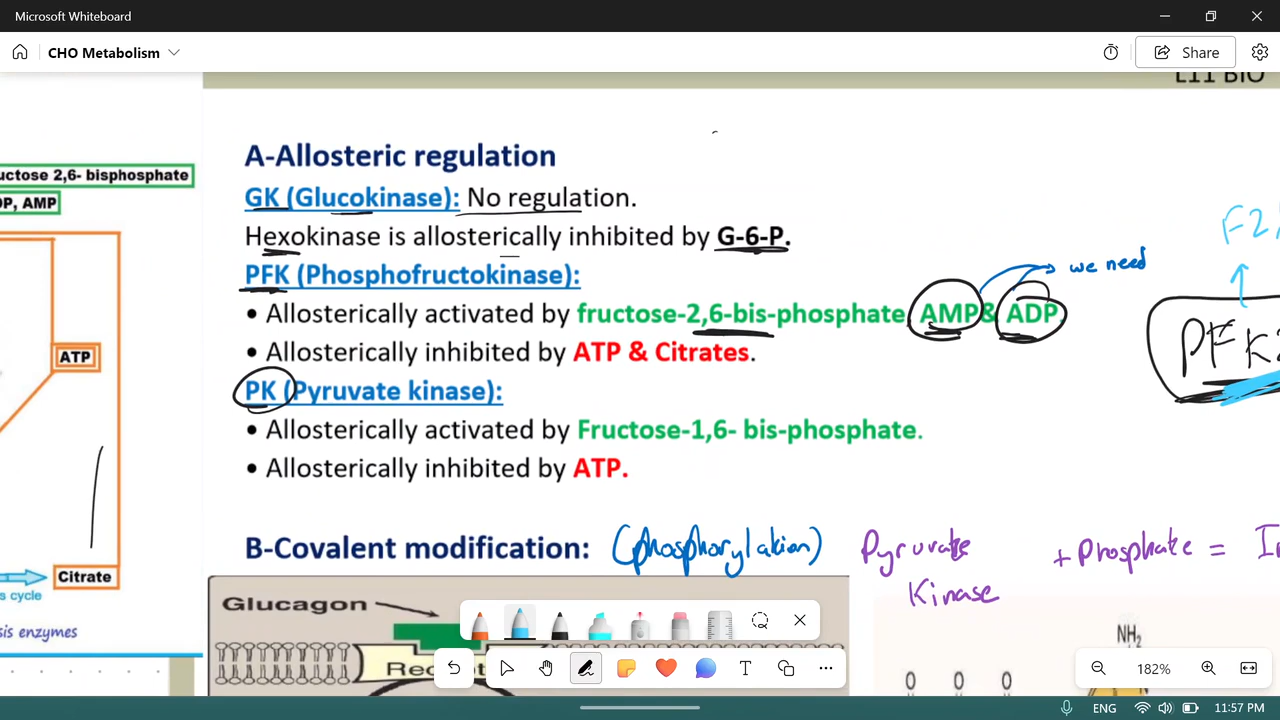 Microsoft Whiteboard
CHO Metabolism
Share
L11 BIO
uctose 2,6- bisphosphate
DP, AMP
ATP
Citrate
s cycle
sis enzymes
A-Allosteric regulation
GK (Glucokinase): No regulation.
Hexokinase is allosterically inhibited by G-6-P.
PFK (Phosphofructokinase):
we need
• Allosterically activated by fructose-2,6-bis-phosphate, AMP& ADP
• Allosterically inhibited by ATP & Citrates.
PK (Pyruvate kinase):
• Allosterically activated by Fructose-1,6- bis-phosphate.
• Allosterically inhibited by ATP.
F2,
PFK2
B-Covalent modification: (phosphorylation)
Pyruvate + Phosphate = In
Kinase
Glucagon
Rec
NH2
O O O
182%
ENG
11:57 PM